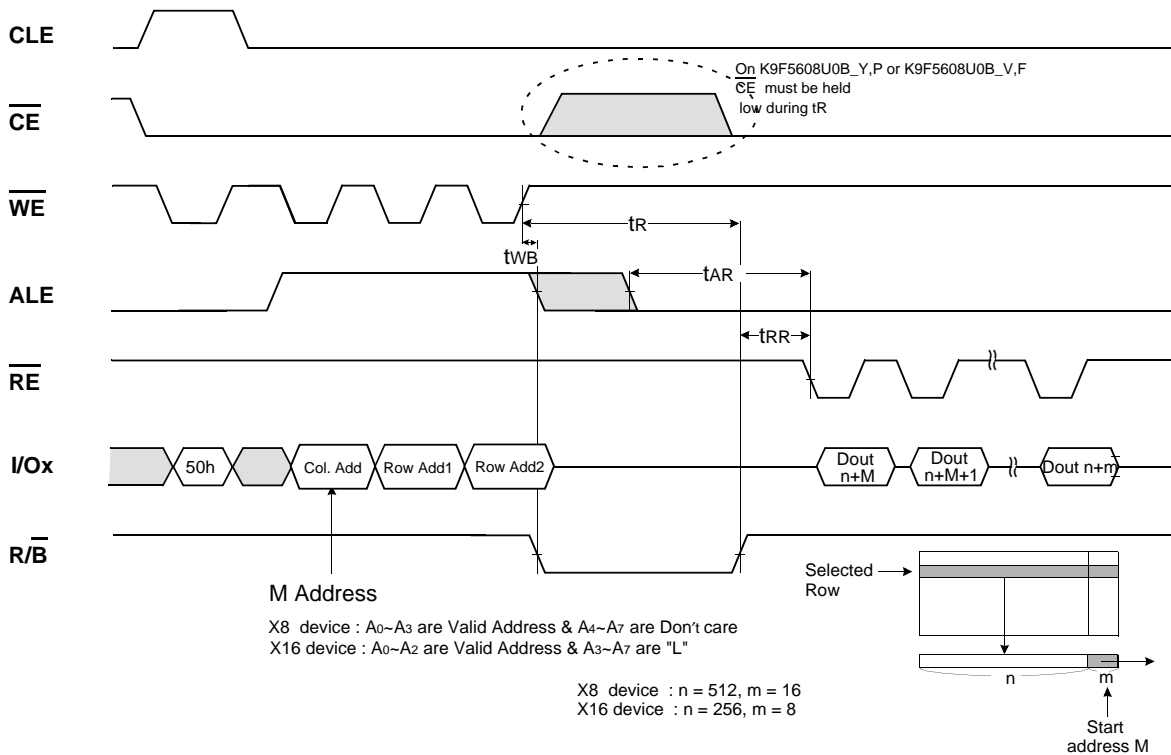 CLE
On K9F5608U0B_Y,P or K9F5608U0B_V,F
CE must be held
low during tR
CE
WE
tR
tWB
tAR
ALE
tRR
RE
I/Ox
50h
Col. Add
Row Add1
Row Add2
Dout
n+M
Dout
n+M+1
Dout n+m
R/B
Selected
Row
M Address
X8 device : A0~A3 are Valid Address & A4~A7 are Don't care
X16 device : A0~A2 are Valid Address & A3~A7 are "L"
n
m
X8 device : n = 512, m = 16
X16 device : n = 256, m = 8
Start
address M